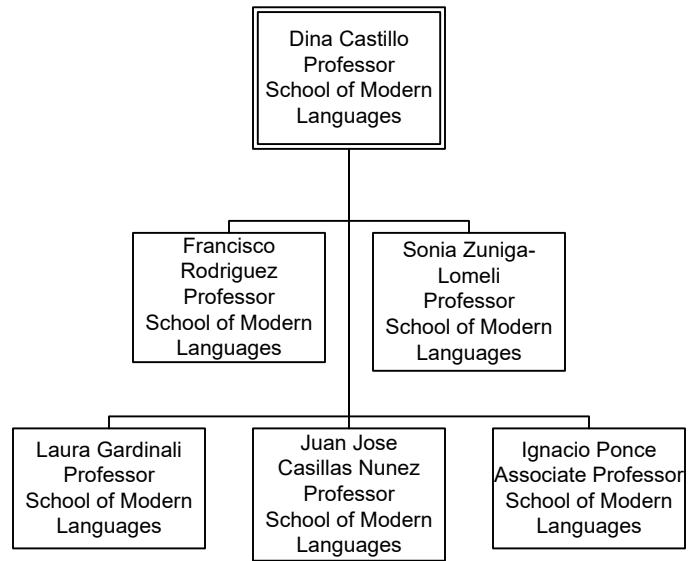 Dina Castillo
Professor
School of Modern
Languages
Francisco
Rodriguez
Professor
School of Modern
Languages
Sonia Zuniga-
Lomeli
Professor
School of Modern
Languages
Laura Gardinali
Professor
School of Modern
Languages
Juan Jose
Casillas Nunez
Professor
School of Modern
Languages
Ignacio Ponce
Associate Professor
School of Modern
Languages